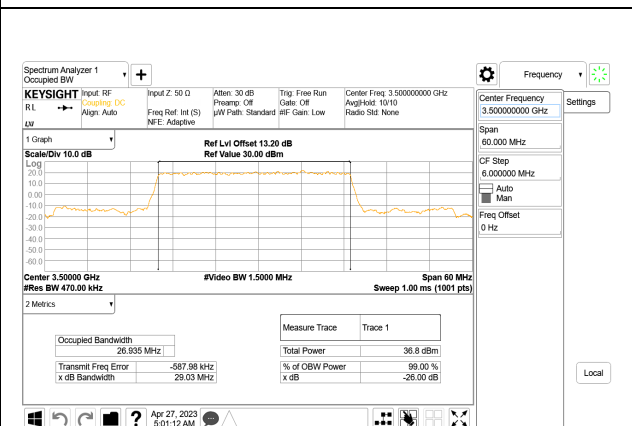 Spectrum Analyzer 1
Occupied BW
Frequency
KEYSIGHT
RL
Input: RF
Coupling: DC
Align: Auto
Input Z: 50 Ω
Freq Ref: Int (S)
NFE: Adaptive
Atten: 30 dB
Preamp: Off
µW Path: Standard
Trig: Free Run
Gate: Off
#IF Gain: Low
Center Freq: 3.500000000 GHz
Avg|Hold: 10/10
Radio Std: None
Center Frequency
3.500000000 GHz
Settings
Span
60.000 MHz
CF Step
6.000000 MHz
Auto
Man
Freq Offset
0 Hz
1 Graph
Scale/Div 10.0 dB
Ref Lvl Offset 13.20 dB
Ref Value 30.00 dBm
Log
20.0
10.0
0.00
-10.0
-20.0
-30.0
-40.0
-50.0
-60.0
Center 3.50000 GHz
#Video BW 1.5000 MHz
Span 60 MHz
#Res BW 470.00 kHz
Sweep 1.00 ms (1001 pts)
2 Metrics
Measure Trace
Trace 1
Occupied Bandwidth
26.935 MHz
Total Power
36.8 dBm
Transmit Freq Error
-587.98 kHz
% of OBW Power
99.00 %
x dB Bandwidth
29.03 MHz
x dB
-26.00 dB
Local
?
Apr 27, 2023
5:01:12 AM